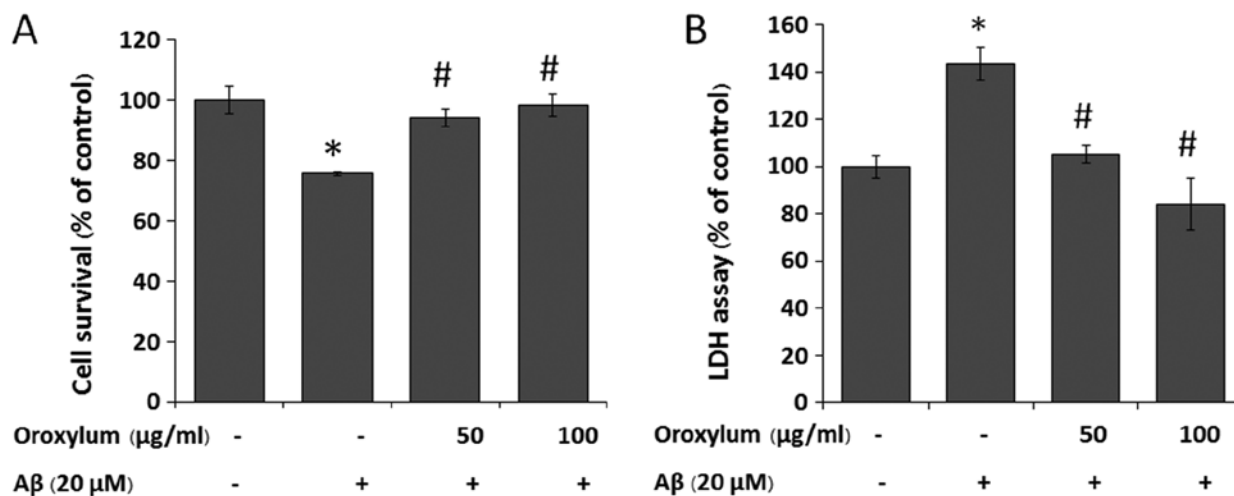 A
Cell survival (% of control)
120
100
80
60
40
20
0
*
#
#
Oroxylum (μg/ml) - - 50 100
Aβ (20 μM) - + + +
B
LDH assay (% of control)
160
140
120
100
80
60
40
20
0
*
#
#
Oroxylum (μg/ml) - - 50 100
Aβ (20 μM) - + + +